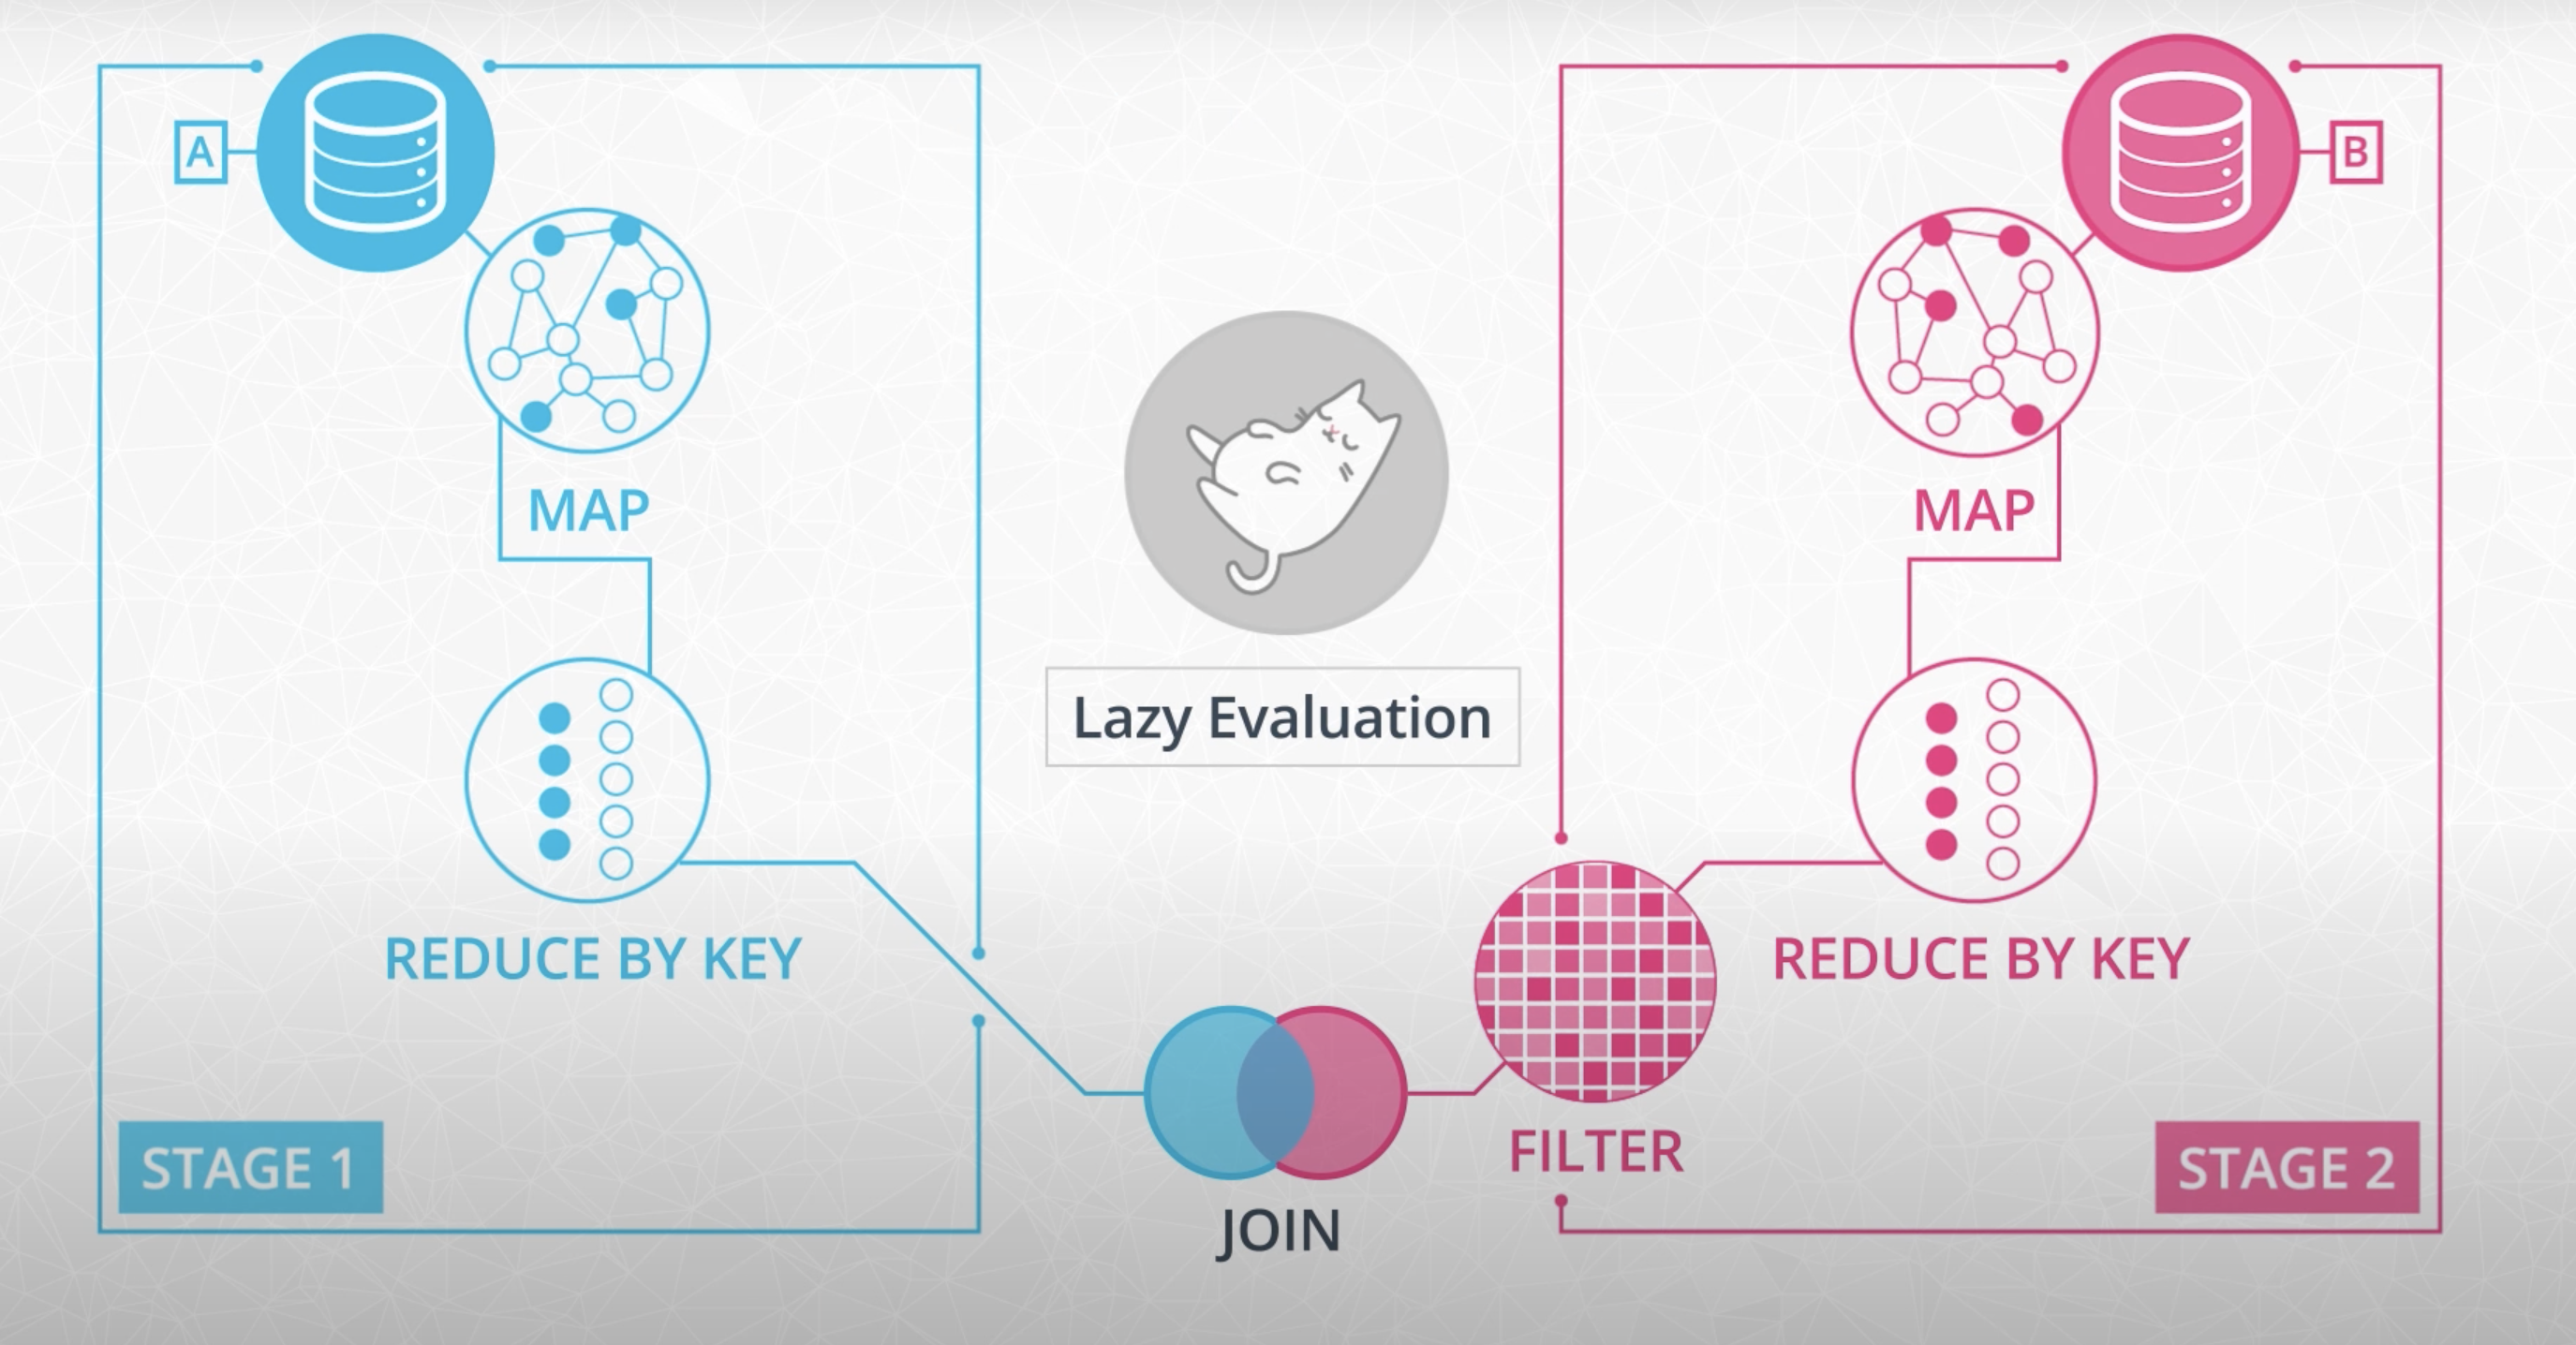 A
MAP
REDUCE BY KEY
STAGE 1
Lazy Evaluation
JOIN
B
MAP
REDUCE BY KEY
FILTER
STAGE 2